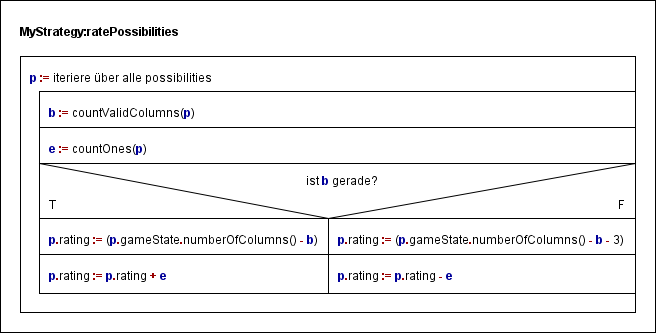 MyStrategy:ratePossibilities
p := iteriere über alle possibilities
b := countValidColumns(p)
e := countOnes(p)
ist b gerade?
T F
p.rating := (p.gameState.numberOfColumns() - b) p.rating := (p.gameState.numberOfColumns() - b - 3)
p.rating := p.rating + e p.rating := p.rating - e